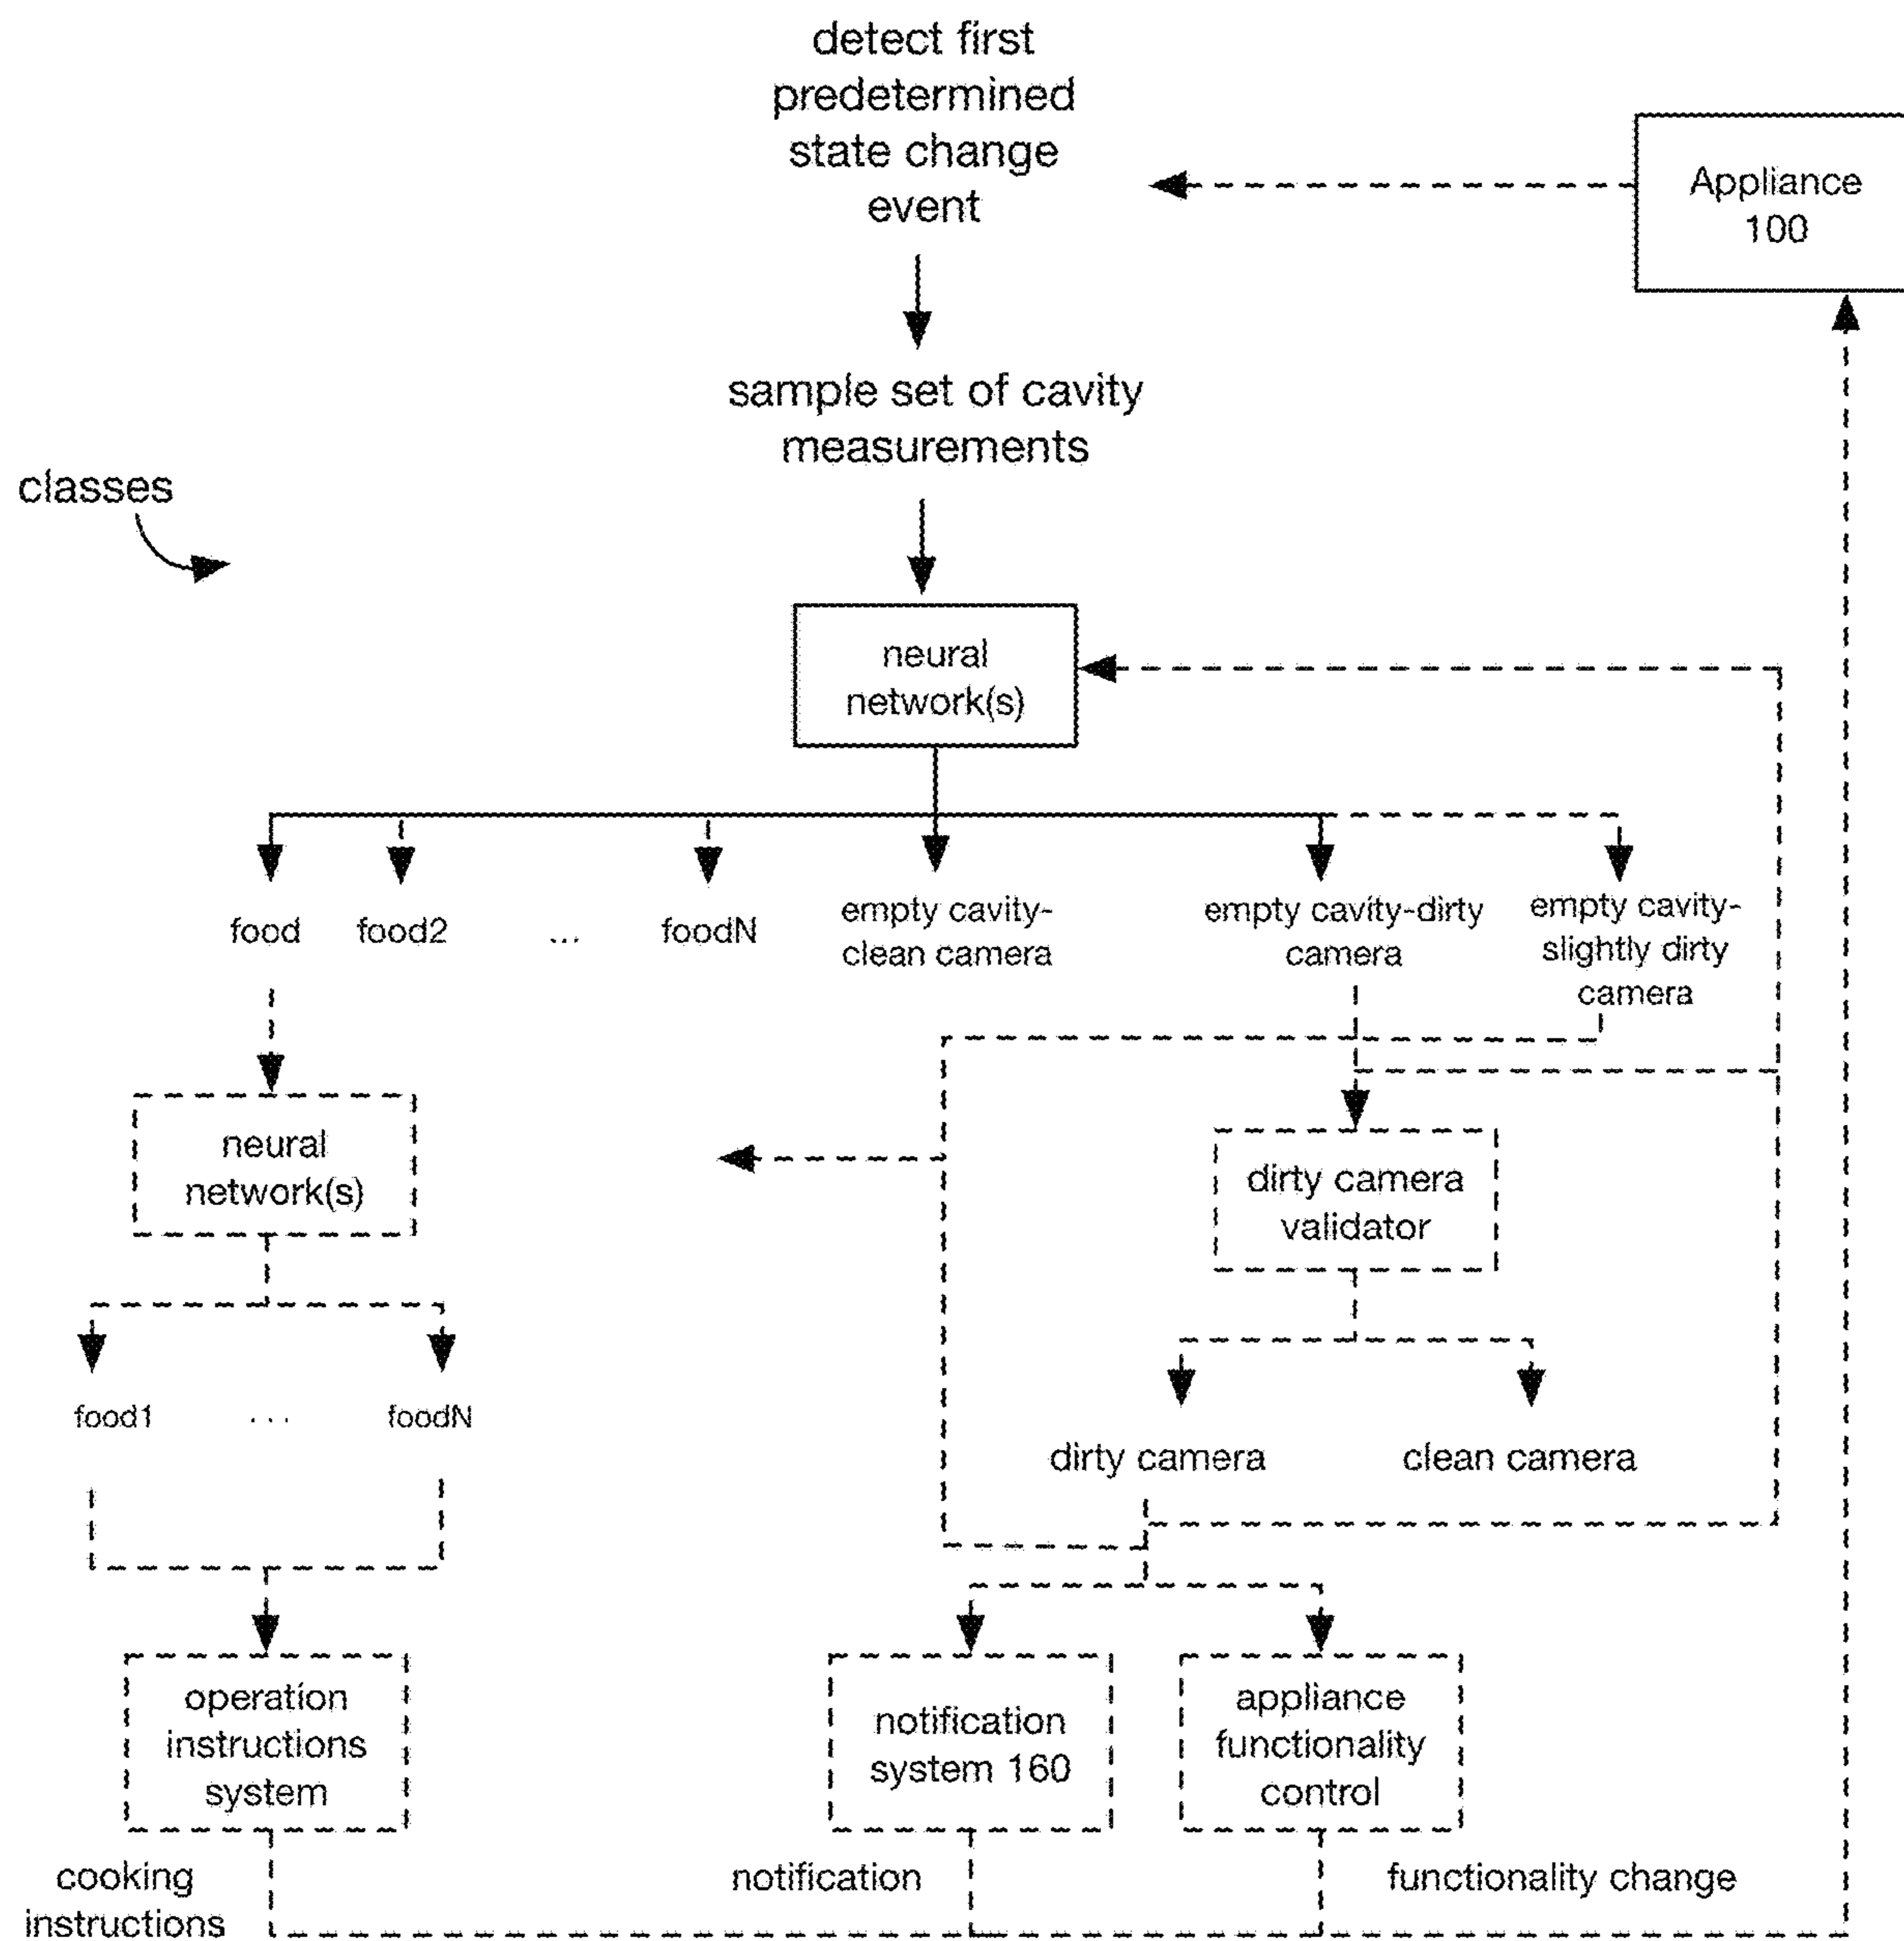 detect first
predetermined
state change
event
Appliance
100
sample set of cavity
measurements
classes
neural
network(s)
food
food2
...
foodN
empty cavity-
clean camera
empty cavity-dirty
camera
empty cavity-
slightly dirty
camera
neural
network(s)
dirty camera
validator
food1
...
foodN
dirty camera
clean camera
operation
instructions
system
notification
system 160
appliance
functionality
control
cooking
instructions
notification
functionality change